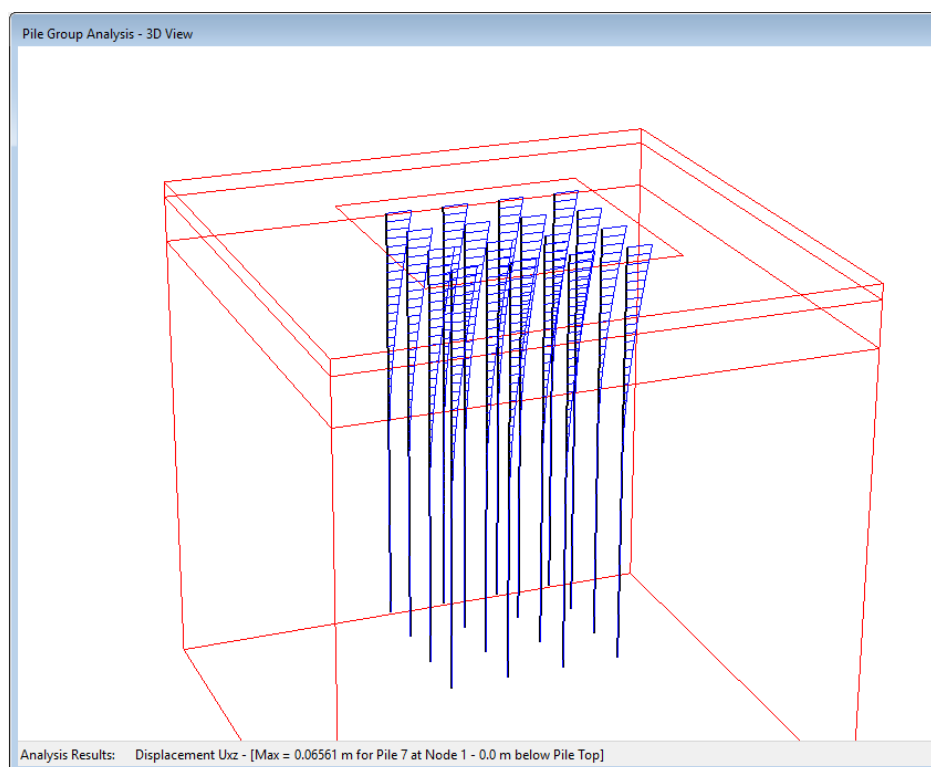 Pile Group Analysis - 3D View
Analysis Results: Displacement Uxz - [Max = 0.06561 m for Pile 7 at Node 1 - 0.0 m below Pile Top]